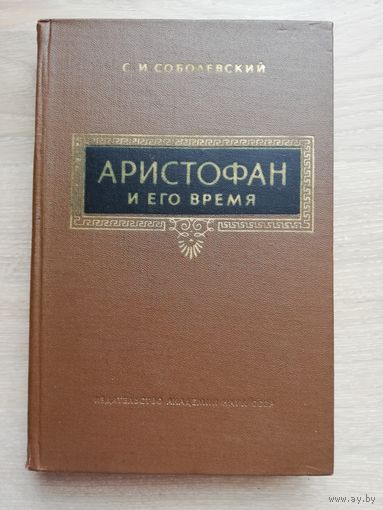 С. И. СОБОЛЕВСКИЙ
АРИСТОФАН
И ЕГО ВРЕМЯ
ИЗДАТЕЛЬСТВО АКАДЕМИИ НАУК СССР
www.ay.by